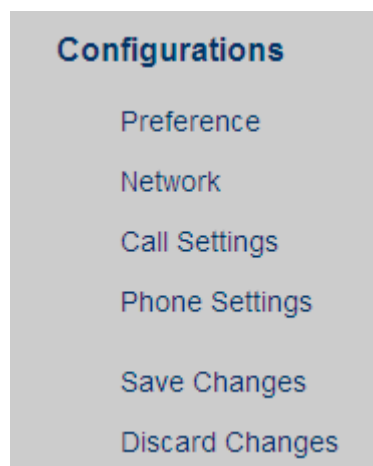 Configurations
Preference
Network
Call Settings
Phone Settings
Save Changes
Discard Changes